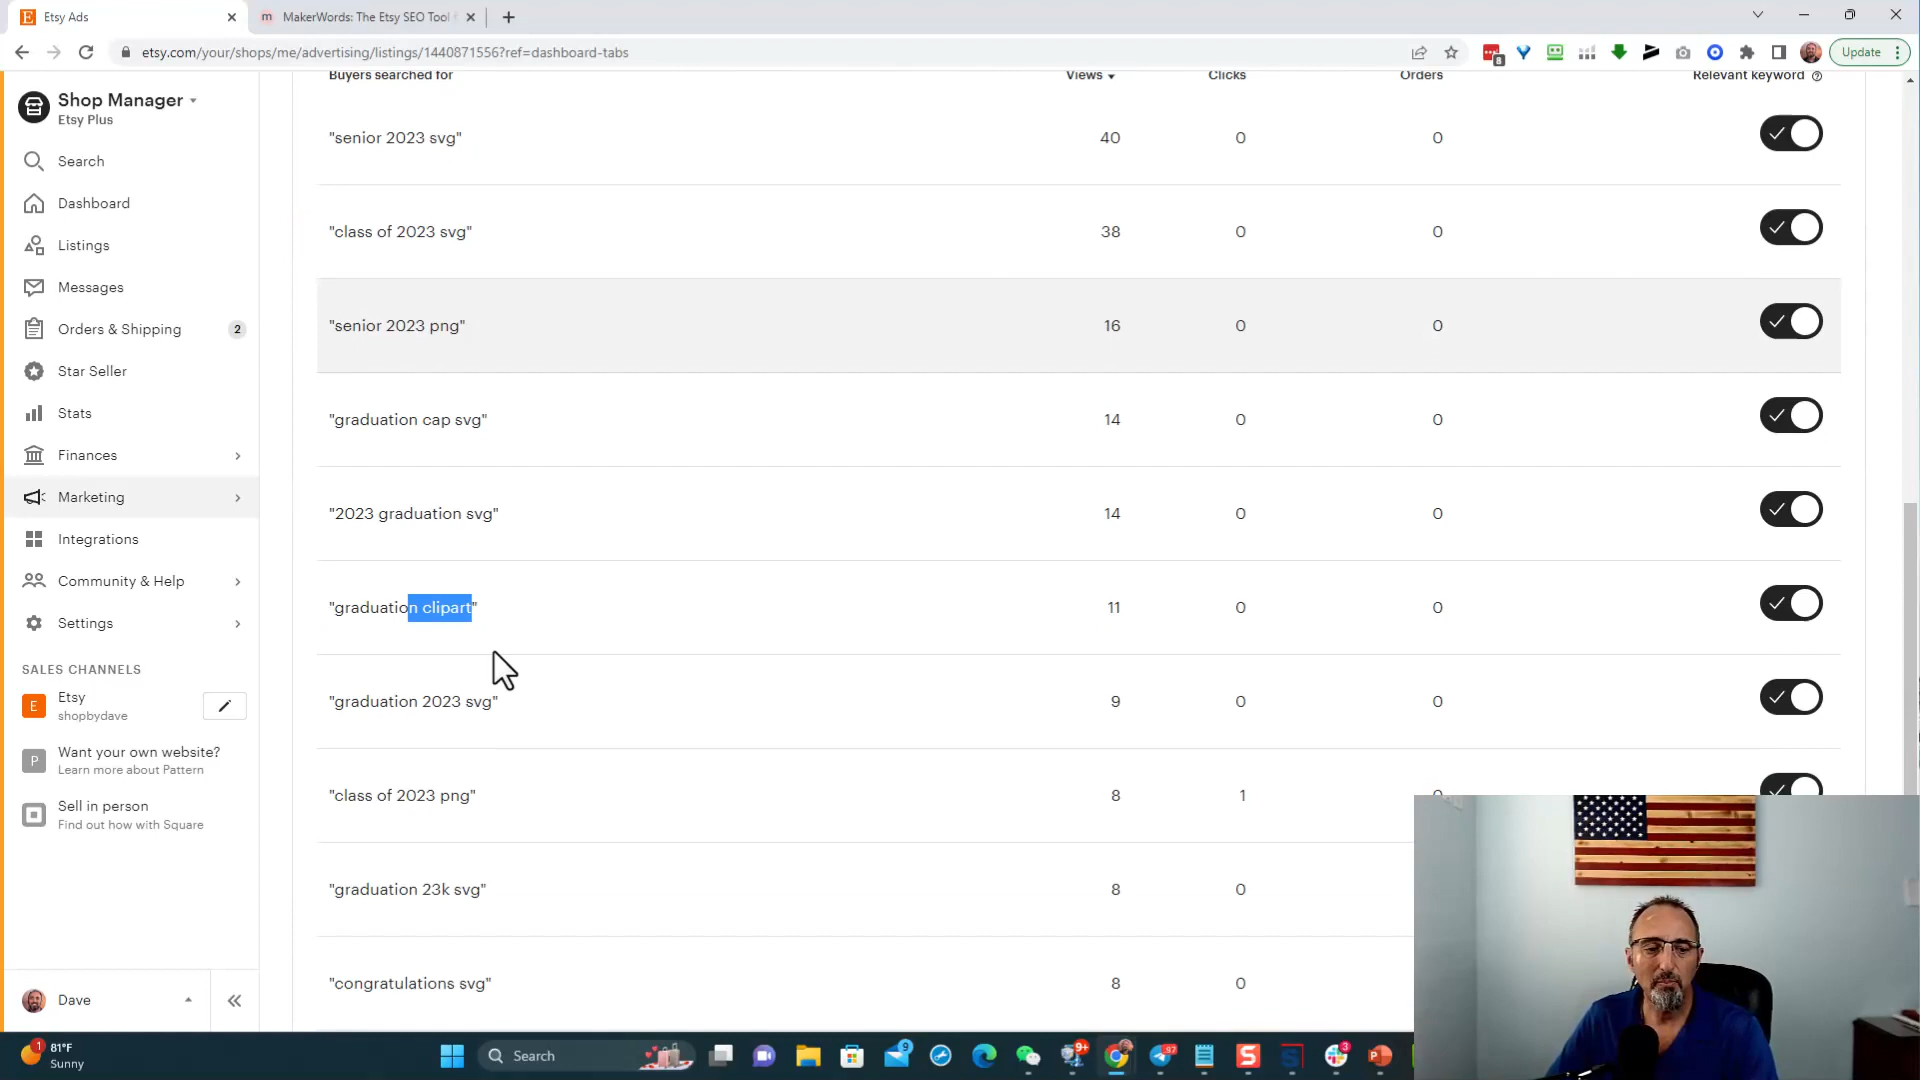 Etsy Ads
MakerWords: The Etsy SEO Tool
etsy.com/your/shops/me/advertising/listings/1440871556?ref=dashboard-tabs
8
Update
Shop Manager
Etsy Plus
Search
Dashboard
Listings
Messages
Orders & Shipping 2
Star Seller
Stats
Finances
Marketing
Integrations
Community & Help
Settings
SALES CHANNELS
E Etsy
shopbydave
P Want your own website?
Learn more about Pattern
Sell in person
Find out how with Square
Dave
Buyers searched for Views Clicks Orders Relevant keyword
"senior 2023 svg" 40 0 0
"class of 2023 svg" 38 0 0
"senior 2023 png" 16 0 0
"graduation cap svg" 14 0 0
"2023 graduation svg" 14 0 0
"graduation clipart" 11 0 0
"graduation 2023 svg" 9 0 0
"class of 2023 png" 8 1
"graduation 23k svg" 8 0
"congratulations svg" 8 0
1 81°F
Sunny
Search
9
9+
97
3